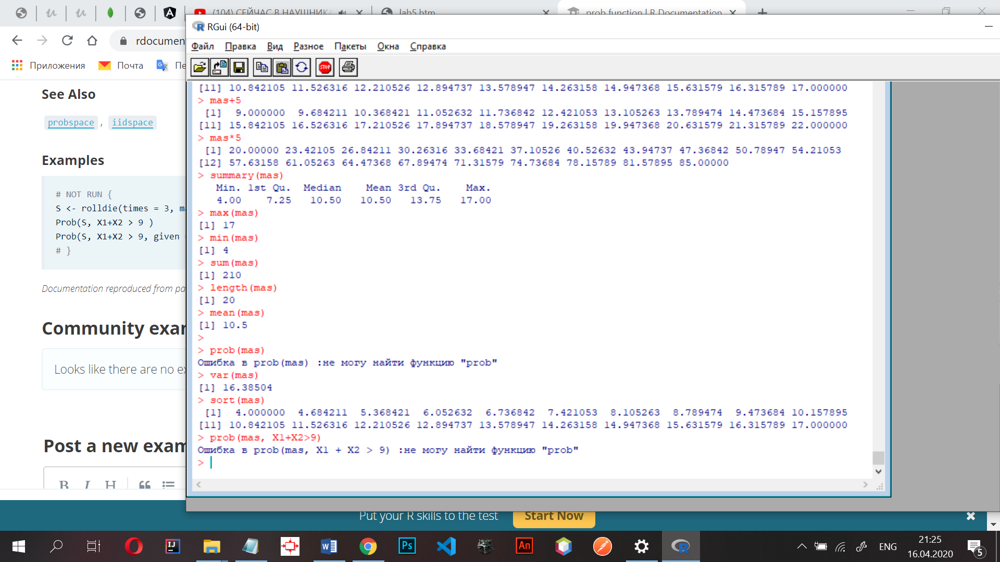 (104) СЕЙЧАС В НАУШНИК
lab5.htm
prob function | R Documentation
RGui (64-bit)
rdocumen
Файл Правка Вид Разное Пакеты Окна Справка
Приложения Почта Пе
STOP
See Also
probspace , iidspace
Examples
# NOT RUN {
S <- rolldie(times = 3, m
Prob(S, X1+X2 > 9 )
Prob(S, X1+X2 > 9, given
# }
Documentation reproduced from pa
Community exa
Looks like there are no e
Post a new exam
B I H
[11] 10.842105 11.526316 12.210526 12.894737 13.578947 14.263158 14.947368 15.631579 16.315789 17.000000
> mas+5
[1] 9.000000 9.684211 10.368421 11.052632 11.736842 12.421053 13.105263 13.789474 14.473684 15.157895
[11] 15.842105 16.526316 17.210526 17.894737 18.578947 19.263158 19.947368 20.631579 21.315789 22.000000
> mas*5
[1] 20.00000 23.42105 26.84211 30.26316 33.68421 37.10526 40.52632 43.94737 47.36842 50.78947 54.21053
[12] 57.63158 61.05263 64.47368 67.89474 71.31579 74.73684 78.15789 81.57895 85.00000
> summary(mas)
Min. 1st Qu. Median Mean 3rd Qu. Max.
4.00 7.25 10.50 10.50 13.75 17.00
> max(mas)
[1] 17
> min(mas)
[1] 4
> sum(mas)
[1] 210
> length(mas)
[1] 20
> mean(mas)
[1] 10.5
>
> prob(mas)
Ошибка в prob(mas) :не могу найти функцию "prob"
> var(mas)
[1] 16.38504
> sort(mas)
[1] 4.000000 4.684211 5.368421 6.052632 6.736842 7.421053 8.105263 8.789474 9.473684 10.157895
[11] 10.842105 11.526316 12.210526 12.894737 13.578947 14.263158 14.947368 15.631579 16.315789 17.000000
> prob(mas, X1+X2>9)
Ошибка в prob(mas, X1 + X2 > 9) :не могу найти функцию "prob"
>
Put your R skills to the test Start Now
ENG
21:25
16.04.2020
5